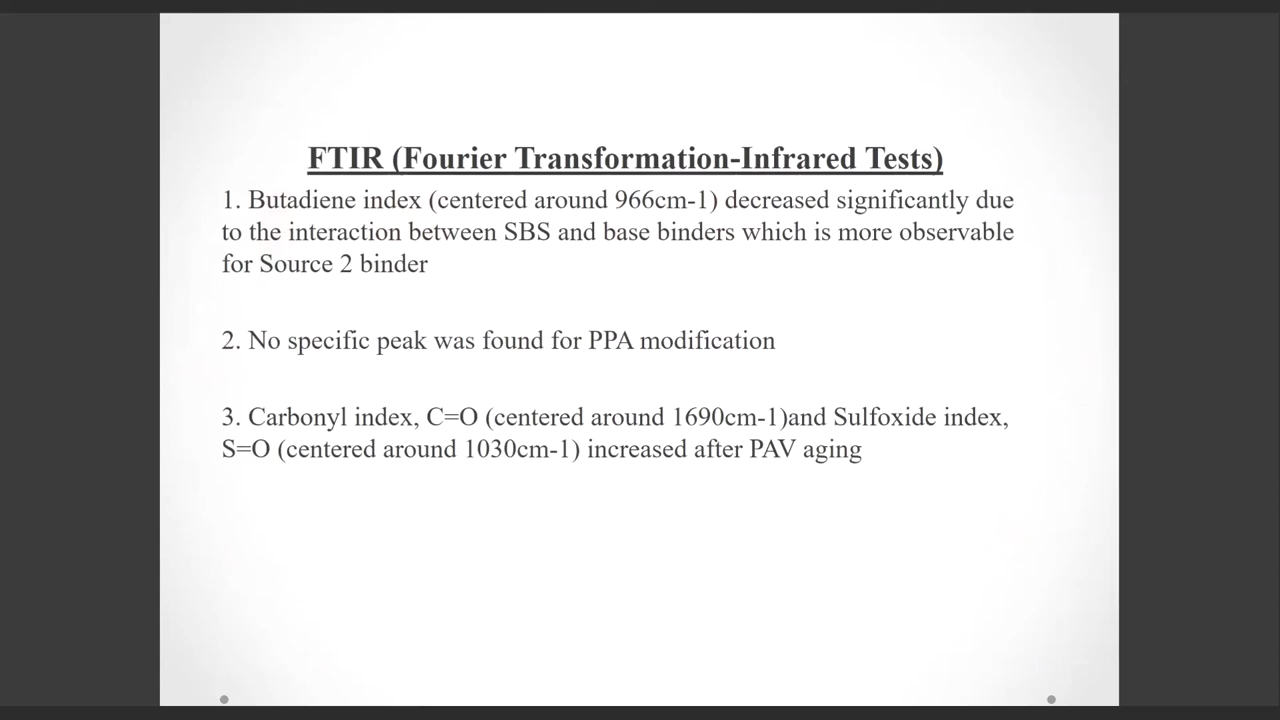 FTIR (Fourier Transformation-Infrared Tests)
1. Butadiene index (centered around 966cm-1) decreased significantly due
to the interaction between SBS and base binders which is more observable
for Source 2 binder
2. No specific peak was found for PPA modification
3. Carbonyl index, C=O (centered around 1690cm-1)and Sulfoxide index,
S=O (centered around 1030cm-1) increased after PAV aging